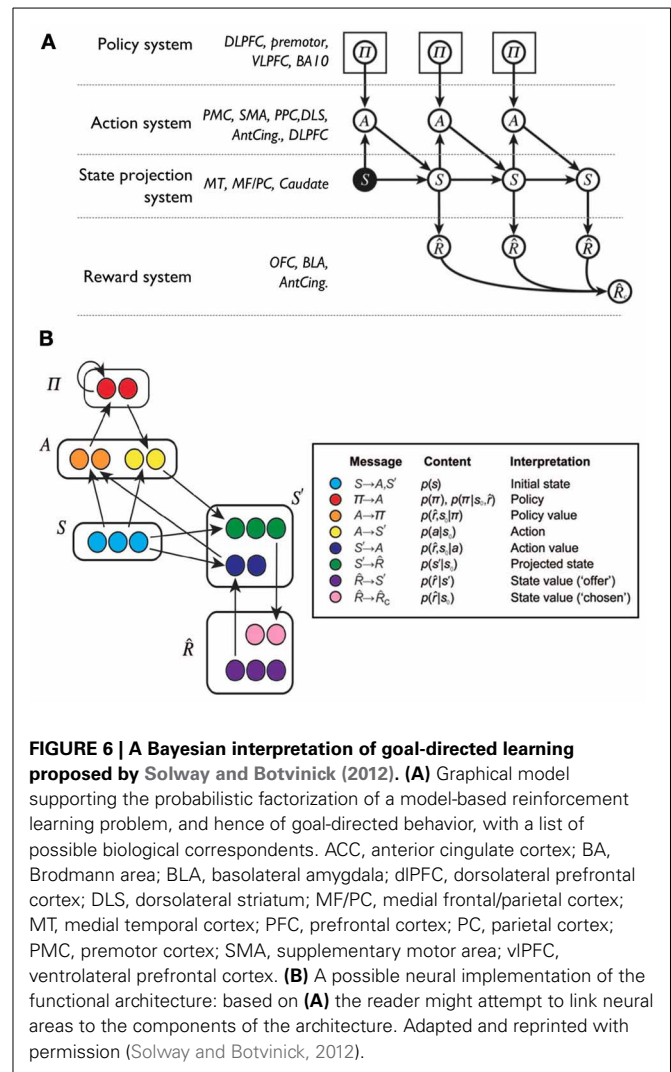 A
Policy system
DLPFC, premotor,
VLPFC, BA10
Π
Π
Π
Action system
PMC, SMA, PPC,DLS,
AntCing., DLPFC
A
A
A
State projection
system
MT, MF/PC, Caudate
S
S
S
S
Reward system
OFC, BLA,
AntCing.
R̂
R̂
R̂
R̂c
B
Π
A
S
S'
R̂
Message Content Interpretation
S→A,S' p(s) Initial state
Π→A p(π), p(π|s₀,r̂) Policy
A→Π p(r̂,s₀|π) Policy value
A→S' p(a|s₀) Action
S'→A p(r̂,s₀|a) Action value
S'→R̂ p(s'|s₀) Projected state
R̂→S' p(r̂|s') State value ('offer')
R̂→R̂c p(r̂|s₀) State value ('chosen')
FIGURE 6 | A Bayesian interpretation of goal-directed learning
proposed by Solway and Botvinick (2012). (A) Graphical model
supporting the probabilistic factorization of a model-based reinforcement
learning problem, and hence of goal-directed behavior, with a list of
possible biological correspondents. ACC, anterior cingulate cortex; BA,
Brodmann area; BLA, basolateral amygdala; dlPFC, dorsolateral prefrontal
cortex; DLS, dorsolateral striatum; MF/PC, medial frontal/parietal cortex;
MT, medial temporal cortex; PFC, prefrontal cortex; PC, parietal cortex;
PMC, premotor cortex; SMA, supplementary motor area; vlPFC,
ventrolateral prefrontal cortex. (B) A possible neural implementation of the
functional architecture: based on (A) the reader might attempt to link neural
areas to the components of the architecture. Adapted and reprinted with
permission (Solway and Botvinick, 2012).